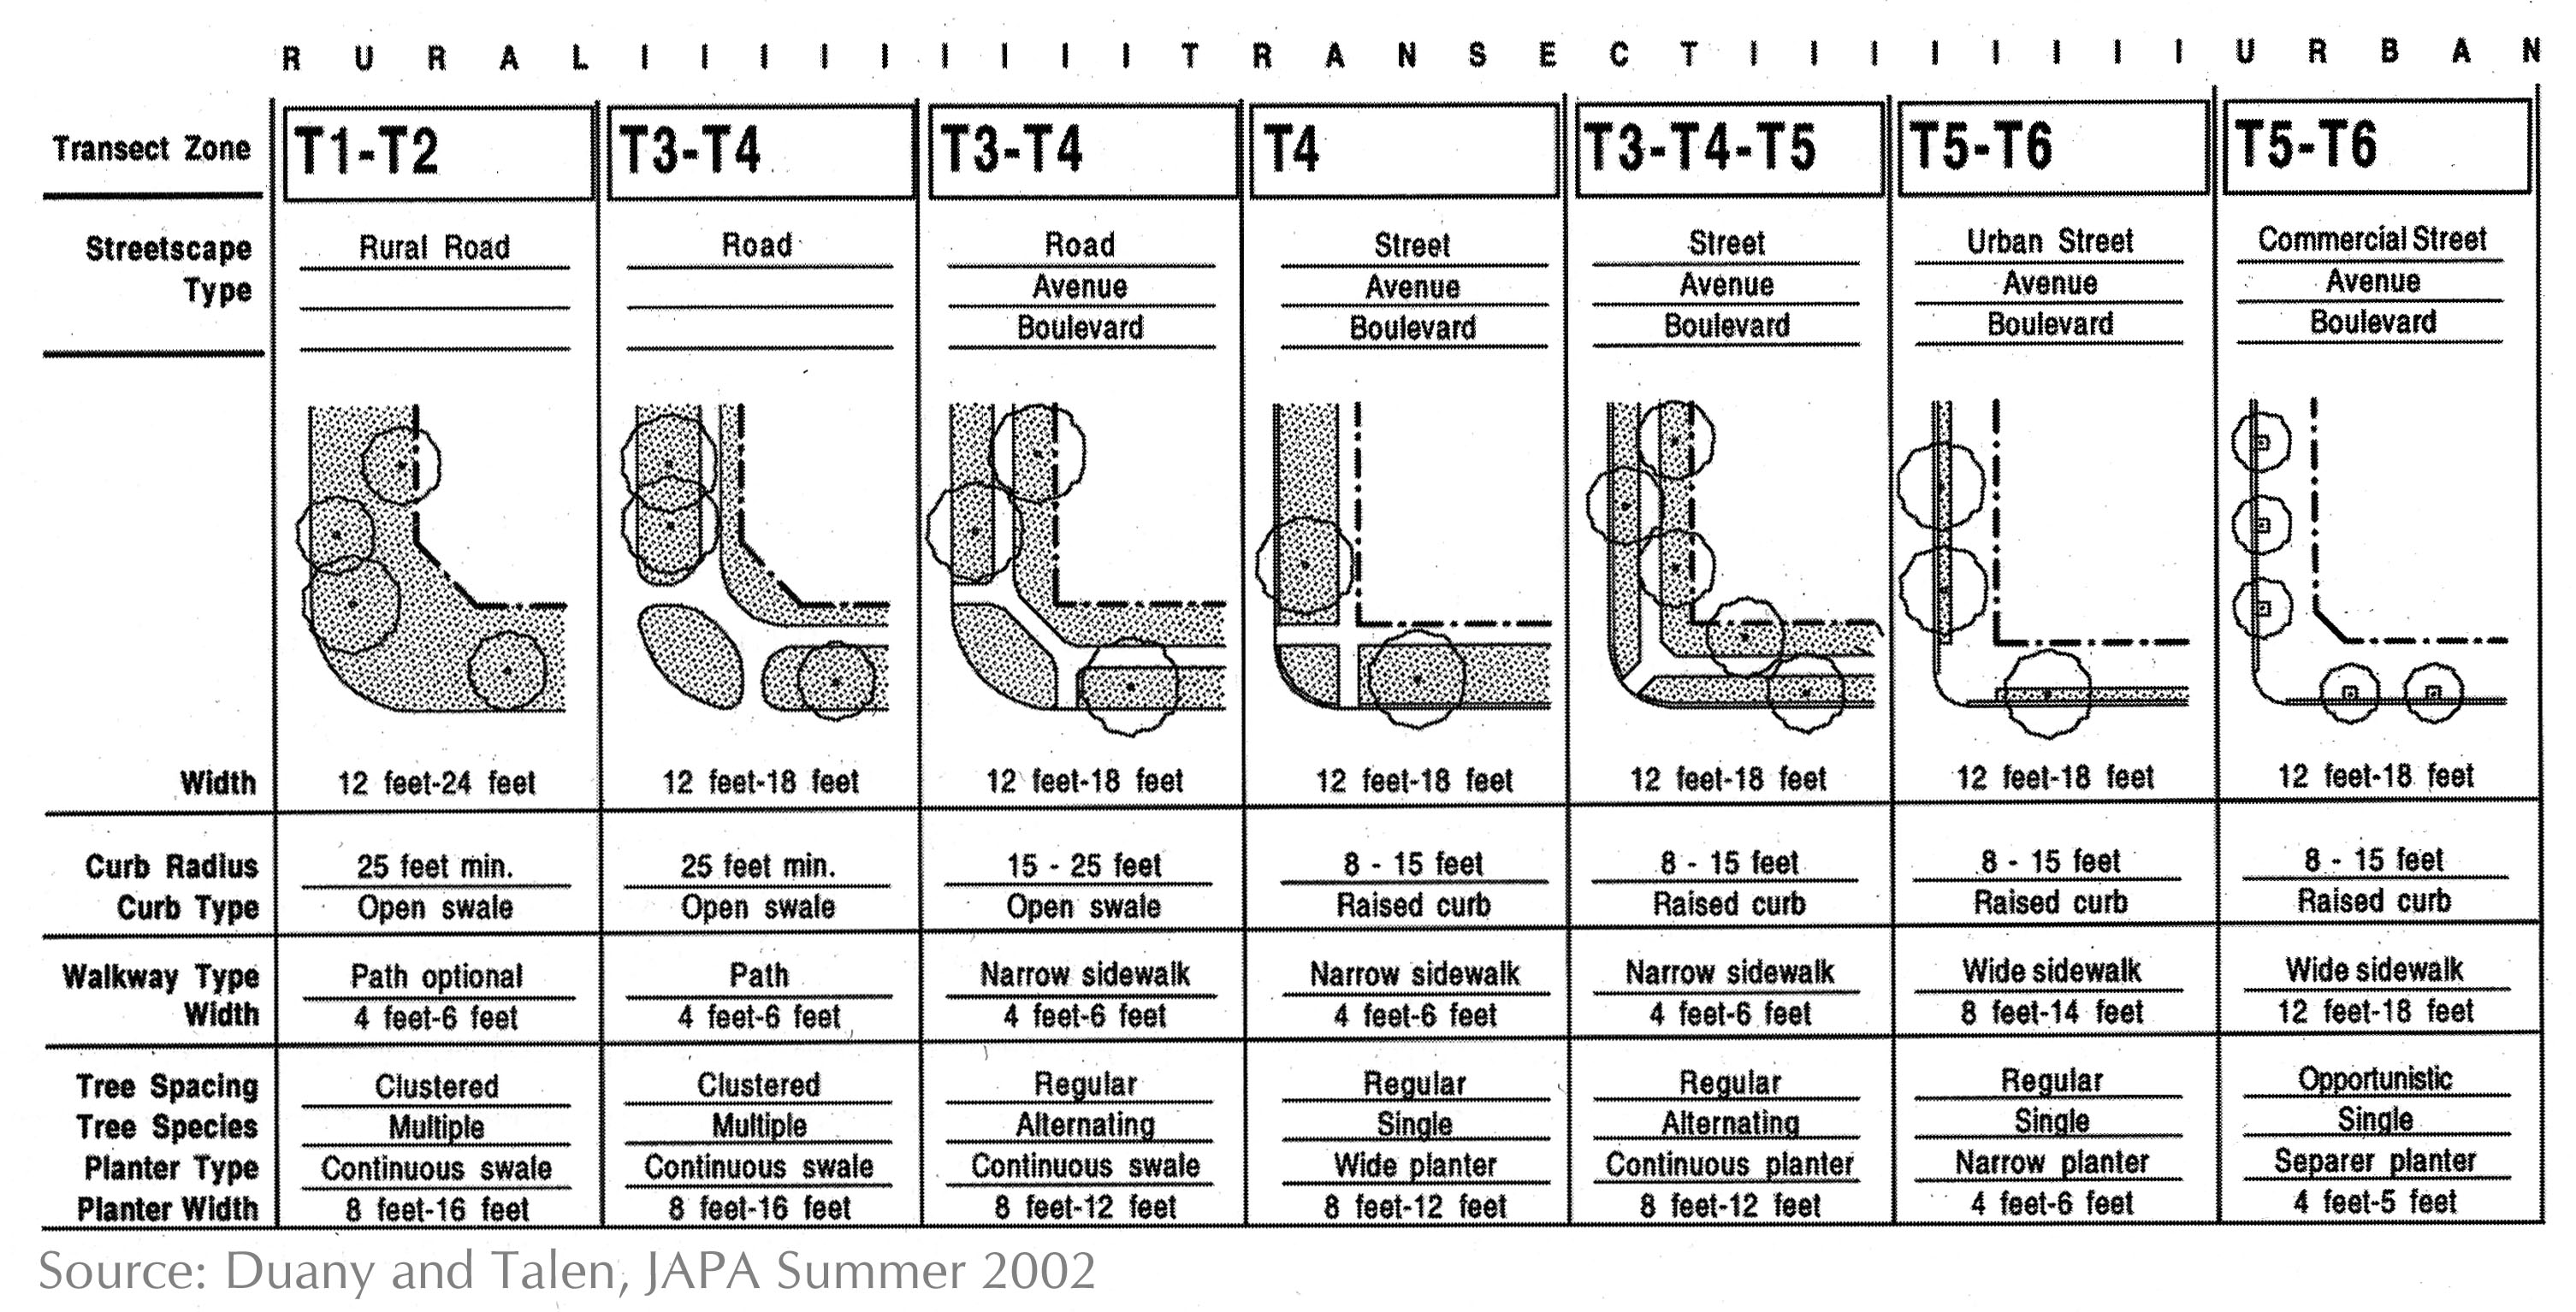 R U R A L I I I I I I I I I T R A N S E C T I I I I I I I I U R B A N
Transect Zone T1-T2 T3-T4 T3-T4 T4 T3-T4-T5 T5-T6 T5-T6
Streetscape Rural Road Road Road Street Street Urban Street Commercial Street
Type Avenue Avenue Avenue Avenue Avenue
Boulevard Boulevard Boulevard Boulevard Boulevard
Width 12 feet-24 feet 12 feet-18 feet 12 feet-18 feet 12 feet-18 feet 12 feet-18 feet 12 feet-18 feet 12 feet-18 feet
Curb Radius 25 feet min. 25 feet min. 15 - 25 feet 8 - 15 feet 8 - 15 feet 8 - 15 feet 8 - 15 feet
Curb Type Open swale Open swale Open swale Raised curb Raised curb Raised curb Raised curb
Walkway Type Path optional Path Narrow sidewalk Narrow sidewalk Narrow sidewalk Wide sidewalk Wide sidewalk
Width 4 feet-6 feet 4 feet-6 feet 4 feet-6 feet 4 feet-6 feet 4 feet-6 feet 8 feet-14 feet 12 feet-18 feet
Tree Spacing Clustered Clustered Regular Regular Regular Regular Opportunistic
Tree Species Multiple Multiple Alternating Single Alternating Single Single
Planter Type Continuous swale Continuous swale Continuous swale Wide planter Continuous planter Narrow planter Separer planter
Planter Width 8 feet-16 feet 8 feet-16 feet 8 feet-12 feet 8 feet-12 feet 8 feet-12 feet 4 feet-6 feet 4 feet-5 feet
Source: Duany and Talen, JAPA Summer 2002